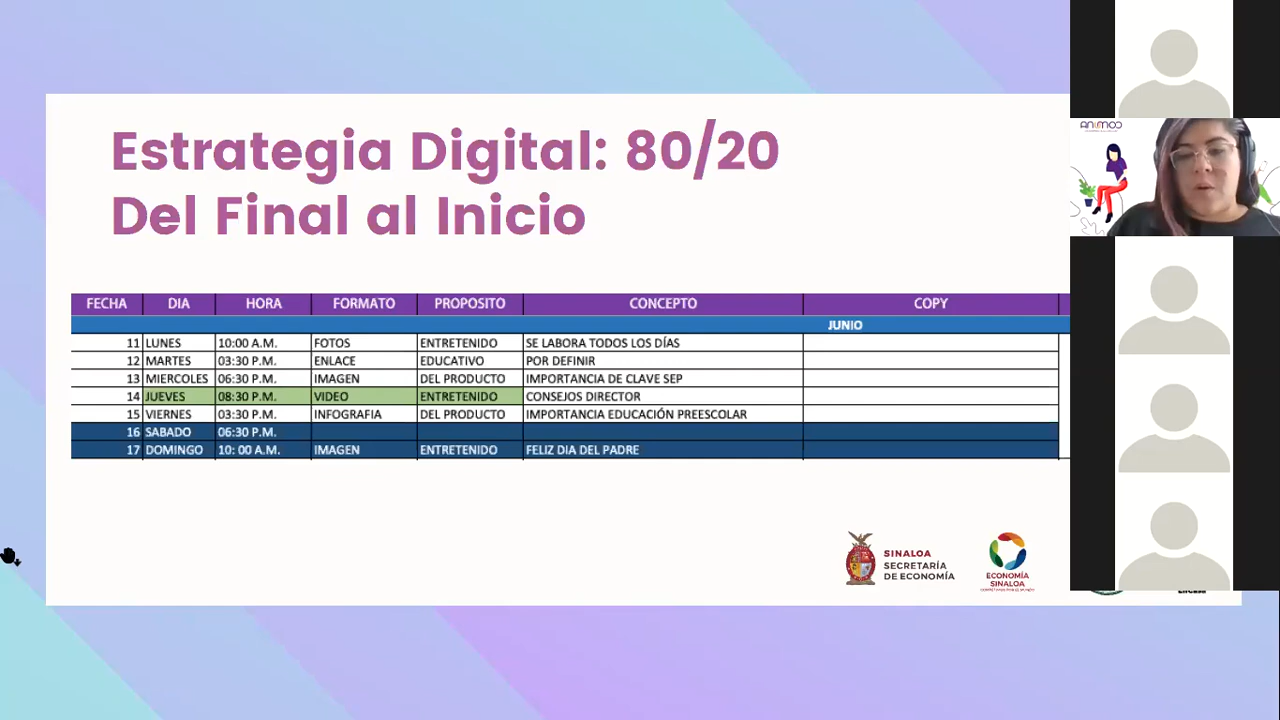 Estrategia Digital: 80/20
Del Final al Inicio
FECHA DIA HORA FORMATO PROPOSITO CONCEPTO COPY
JUNIO
11 LUNES 10:00 A.M. FOTOS ENTRETENIDO SE LABORA TODOS LOS DÍAS
12 MARTES 03:30 P.M. ENLACE EDUCATIVO POR DEFINIR
13 MIERCOLES 06:30 P.M. IMAGEN DEL PRODUCTO IMPORTANCIA DE CLAVE SEP
14 JUEVES 08:30 P.M. VIDEO ENTRETENIDO CONSEJOS DIRECTOR
15 VIERNES 03:30 P.M. INFOGRAFIA DEL PRODUCTO IMPORTANCIA EDUCACIÓN PREESCOLAR
16 SABADO 06:30 P.M.
17 DOMINGO 10: 00 A.M. IMAGEN ENTRETENIDO FELIZ DIA DEL PADRE
SINALOA
SECRETARÍA
DE ECONOMÍA
ECONOMÍA
SINALOA